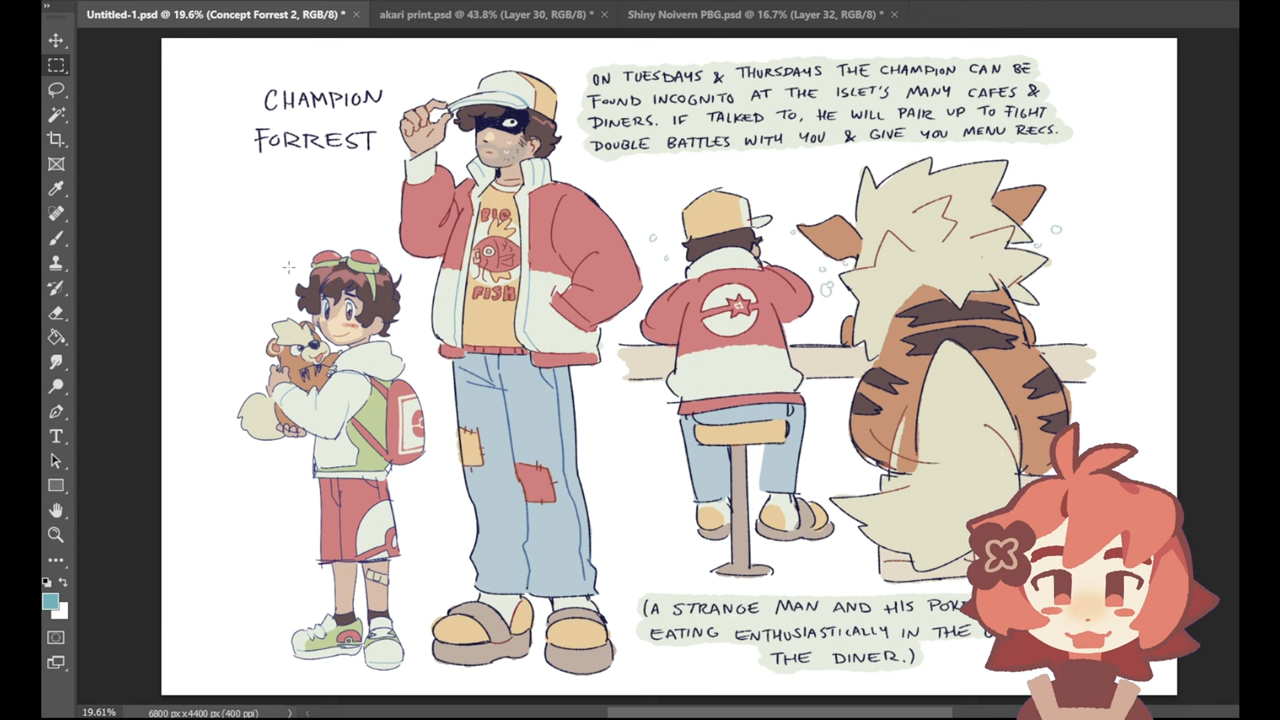 Untitled-1.psd @ 19.6% (Concept Forrest 2, RGB/8) *
akari print.psd @ 43.8% (Layer 30, RGB/8) *
Shiny Noivern PBG.psd @ 16.7% (Layer 32, RGB/8) *
CHAMPION
FORREST
ON TUESDAYS & THURSDAYS THE CHAMPION CAN BE
FOUND INCOGNITO AT THE ISLET'S MANY CAFES &
DINERS. IF TALKED TO, HE WILL PAIR UP TO FIGHT
DOUBLE BATTLES WITH YOU & GIVE YOU MENU RECS.
BIG
FISH
(A STRANGE MAN AND HIS
EATING ENTHUSIASTICALLY IN THE
THE DINER.)
19.61%
6800 px x 4400 px (400 ppi)